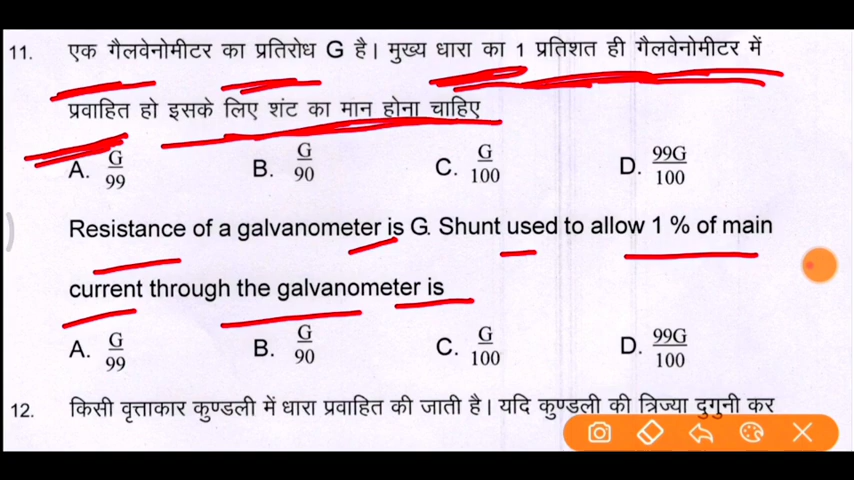 11. एक गैलवेनोमीटर का प्रतिरोध G है। मुख्य धारा का 1 प्रतिशत ही गैलवेनोमीटर में
प्रवाहित हो इसके लिए शंट का मान होना चाहिए
A. G/99 B. G/90 C. G/100 D. 99G/100
Resistance of a galvanometer is G. Shunt used to allow 1 % of main
current through the galvanometer is
A. G/99 B. G/90 C. G/100 D. 99G/100
12. किसी वृत्ताकार कुण्डली में धारा प्रवाहित की जाती है। यदि कुण्डली की त्रिज्या दुगुनी कर